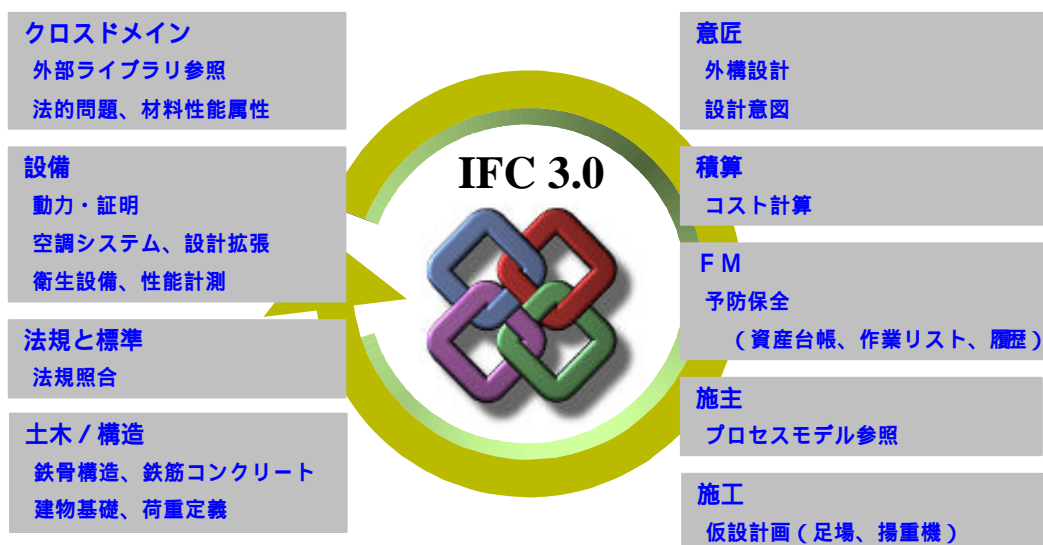 クロスドメイン
外部ライブラリ参照
法的問題、材料性能属性
設備
動力・証明
空調システム、設計拡張
衛生設備、性能計測
法規と標準
法規照合
土木/構造
鉄骨構造、鉄筋コンクリート
建物基礎、荷重定義
IFC 3.0
意匠
外構設計
設計意図
積算
コスト計算
FM
予防保全
(資産台帳、作業リスト、履歴)
施主
プロセスモデル参照
施工
仮設計画(足場、揚重機)